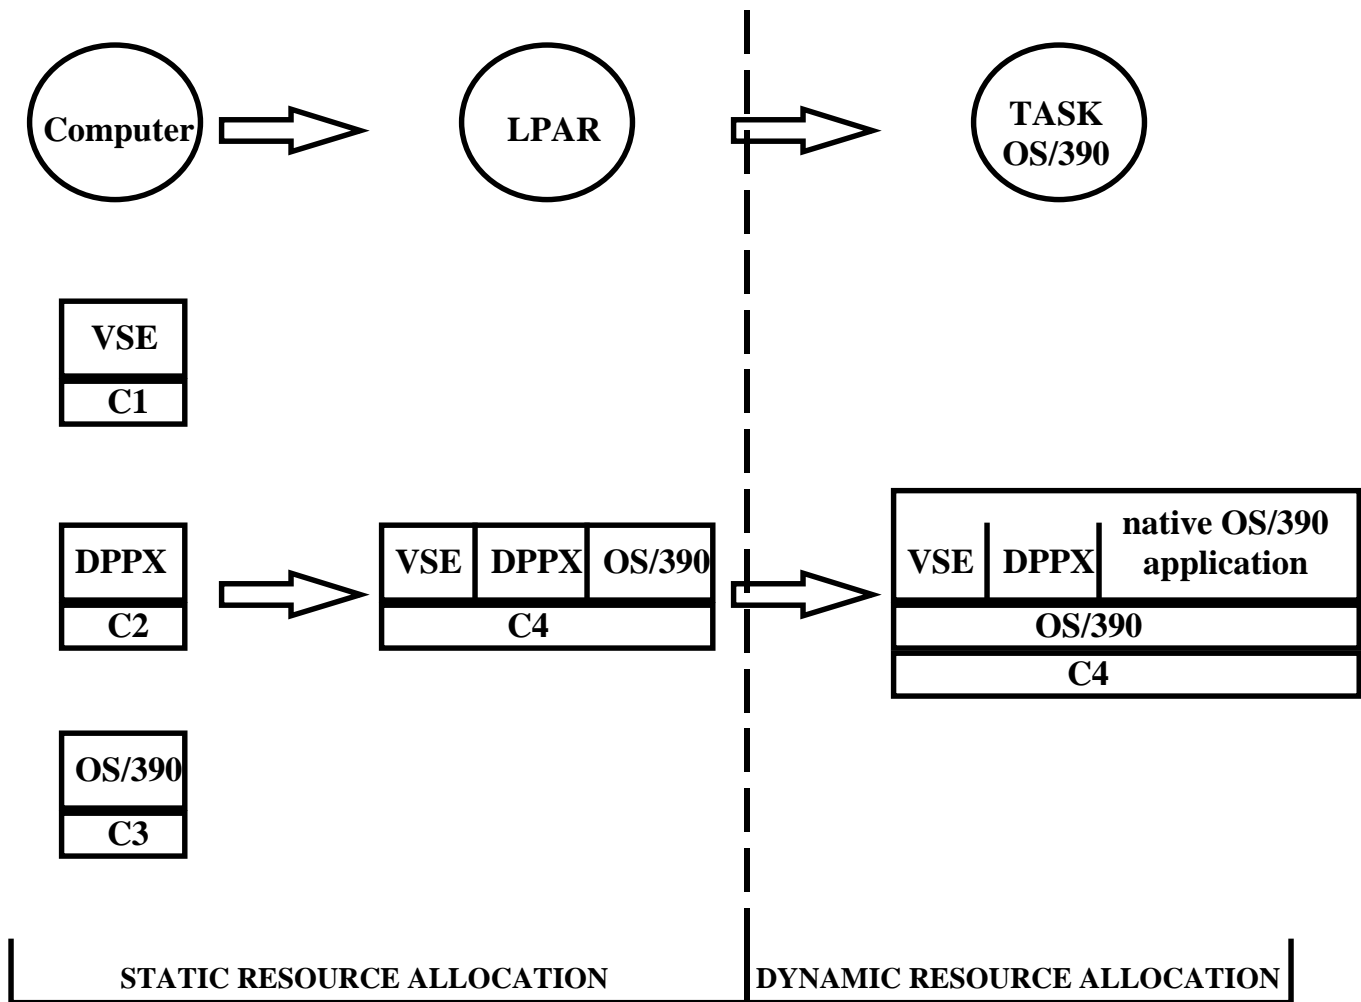 Computer
LPAR
TASK
OS/390
VSE
C1
DPPX
C2
VSE
DPPX
OS/390
C4
native OS/390
application
VSE
DPPX
OS/390
C4
OS/390
C3
STATIC RESOURCE ALLOCATION
DYNAMIC RESOURCE ALLOCATION